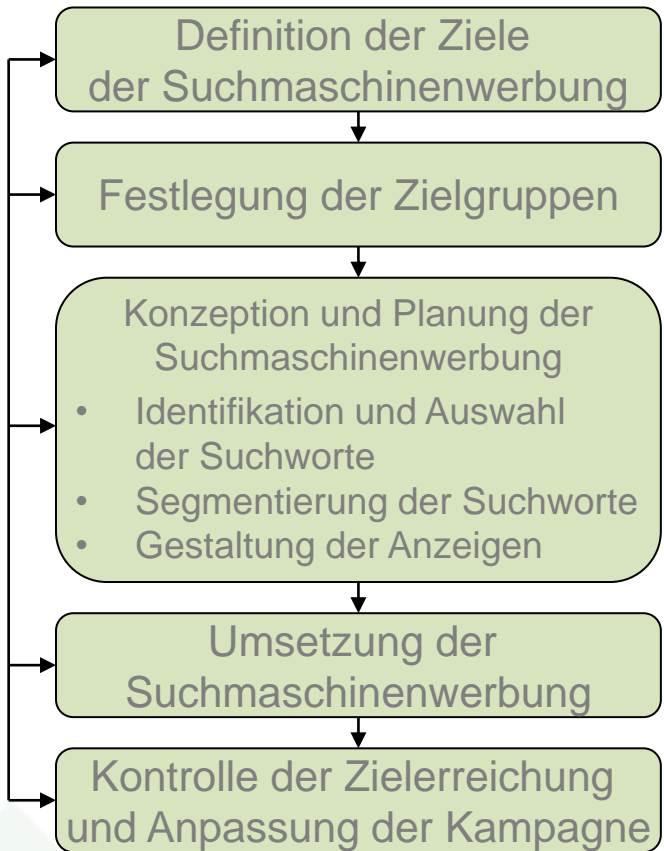 Definition der Ziele
der Suchmaschinenwerbung
Festlegung der Zielgruppen
Konzeption und Planung der
Suchmaschinenwerbung
• Identifikation und Auswahl
der Suchworte
• Segmentierung der Suchworte
• Gestaltung der Anzeigen
Umsetzung der
Suchmaschinenwerbung
Kontrolle der Zielerreichung
und Anpassung der Kampagne